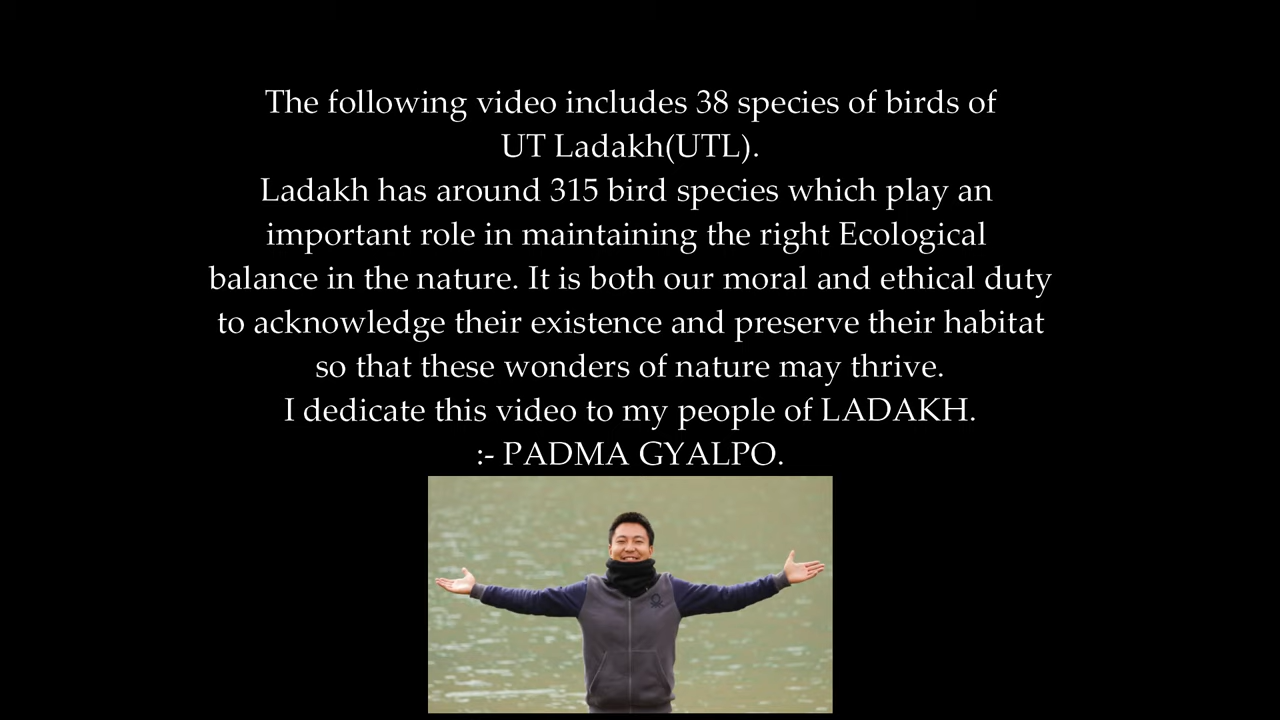 The following video includes 38 species of birds of
UT Ladakh(UTL).
Ladakh has around 315 bird species which play an
important role in maintaining the right Ecological
balance in the nature. It is both our moral and ethical duty
to acknowledge their existence and preserve their habitat
so that these wonders of nature may thrive.
I dedicate this video to my people of LADAKH.
:- PADMA GYALPO.